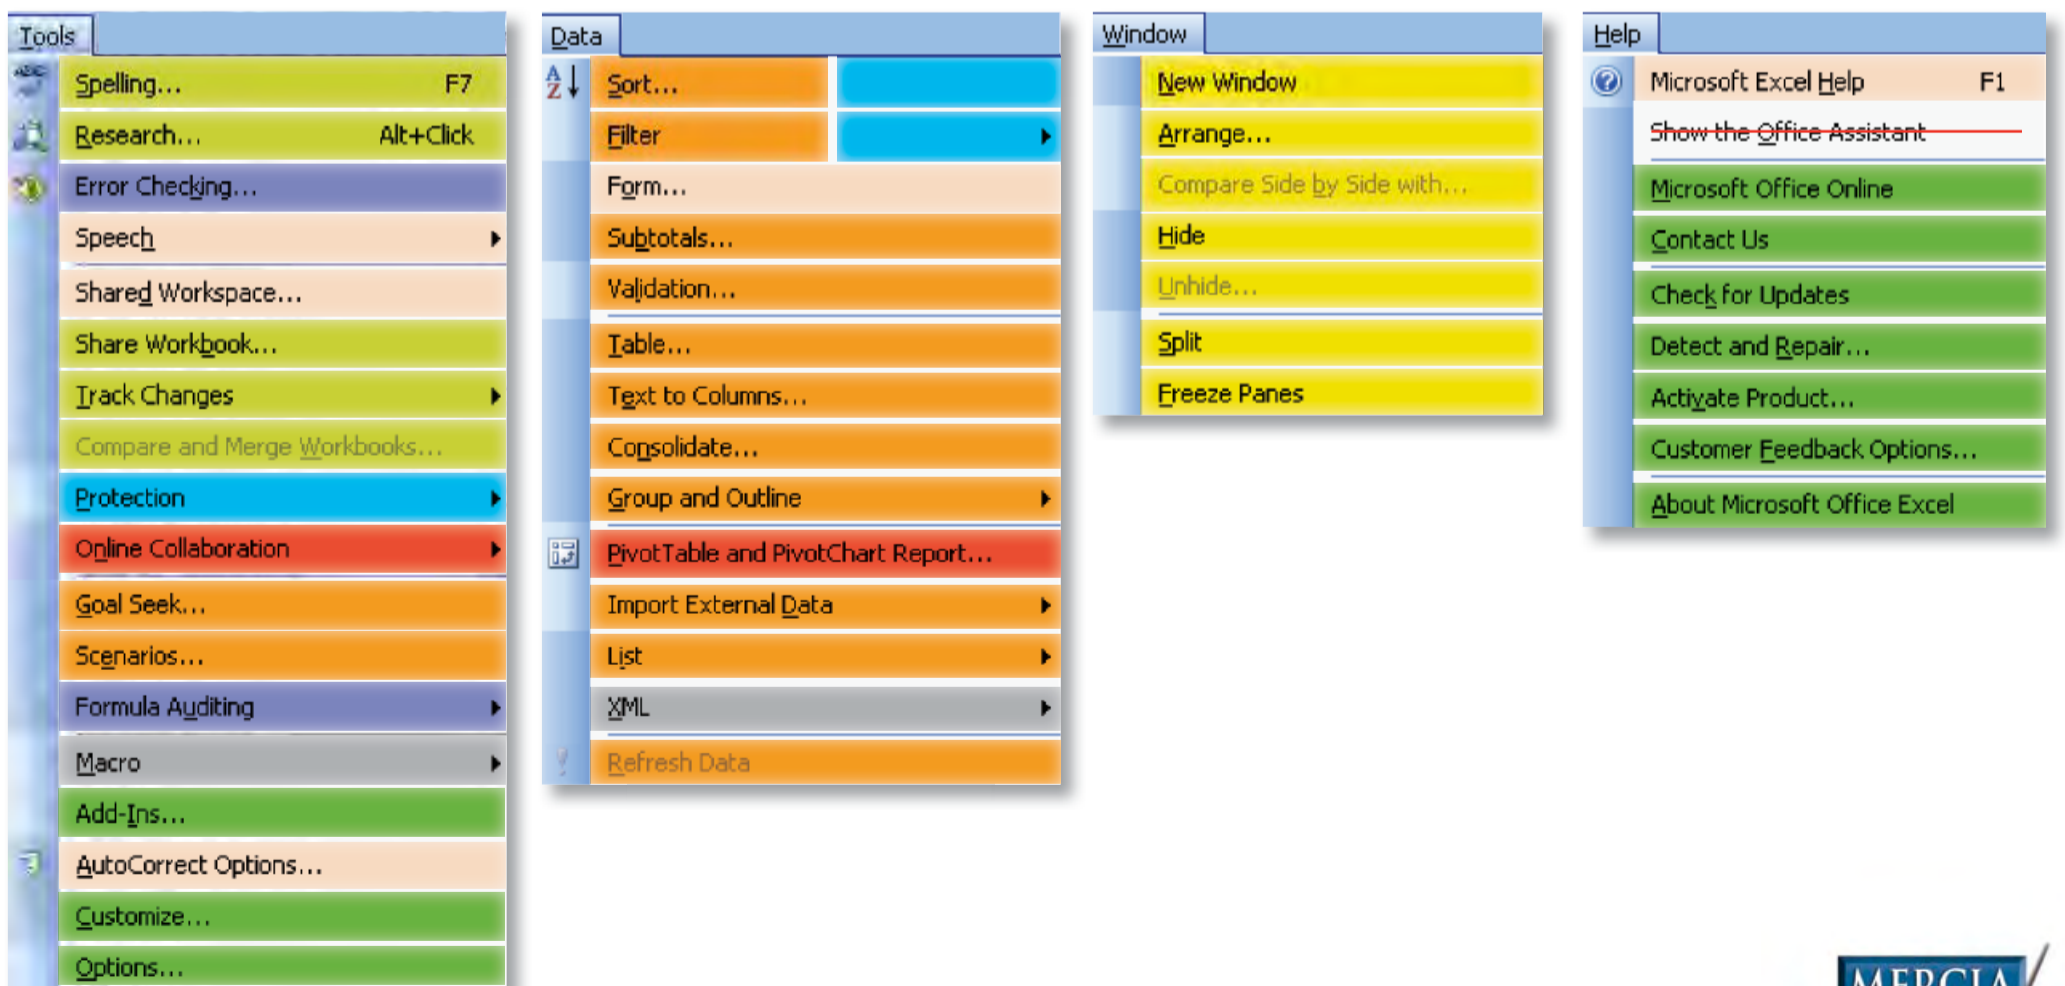 Tools
Spelling... F7
Research... Alt+Click
Error Checking...
Speech
Shared Workspace...
Share Workbook...
Track Changes
Compare and Merge Workbooks...
Protection
Online Collaboration
Goal Seek...
Scenarios...
Formula Auditing
Macro
Add-Ins...
AutoCorrect Options...
Customize...
Options...
Data
Sort...
Filter
Form...
Subtotals...
Validation...
Table...
Text to Columns...
Consolidate...
Group and Outline
PivotTable and PivotChart Report...
Import External Data
List
XML
Refresh Data
Window
New Window
Arrange...
Compare Side by Side with...
Hide
Unhide...
Split
Freeze Panes
Help
Microsoft Excel Help F1
Show the Office Assistant
Microsoft Office Online
Contact Us
Check for Updates
Detect and Repair...
Activate Product...
Customer Feedback Options...
About Microsoft Office Excel
MERCIA